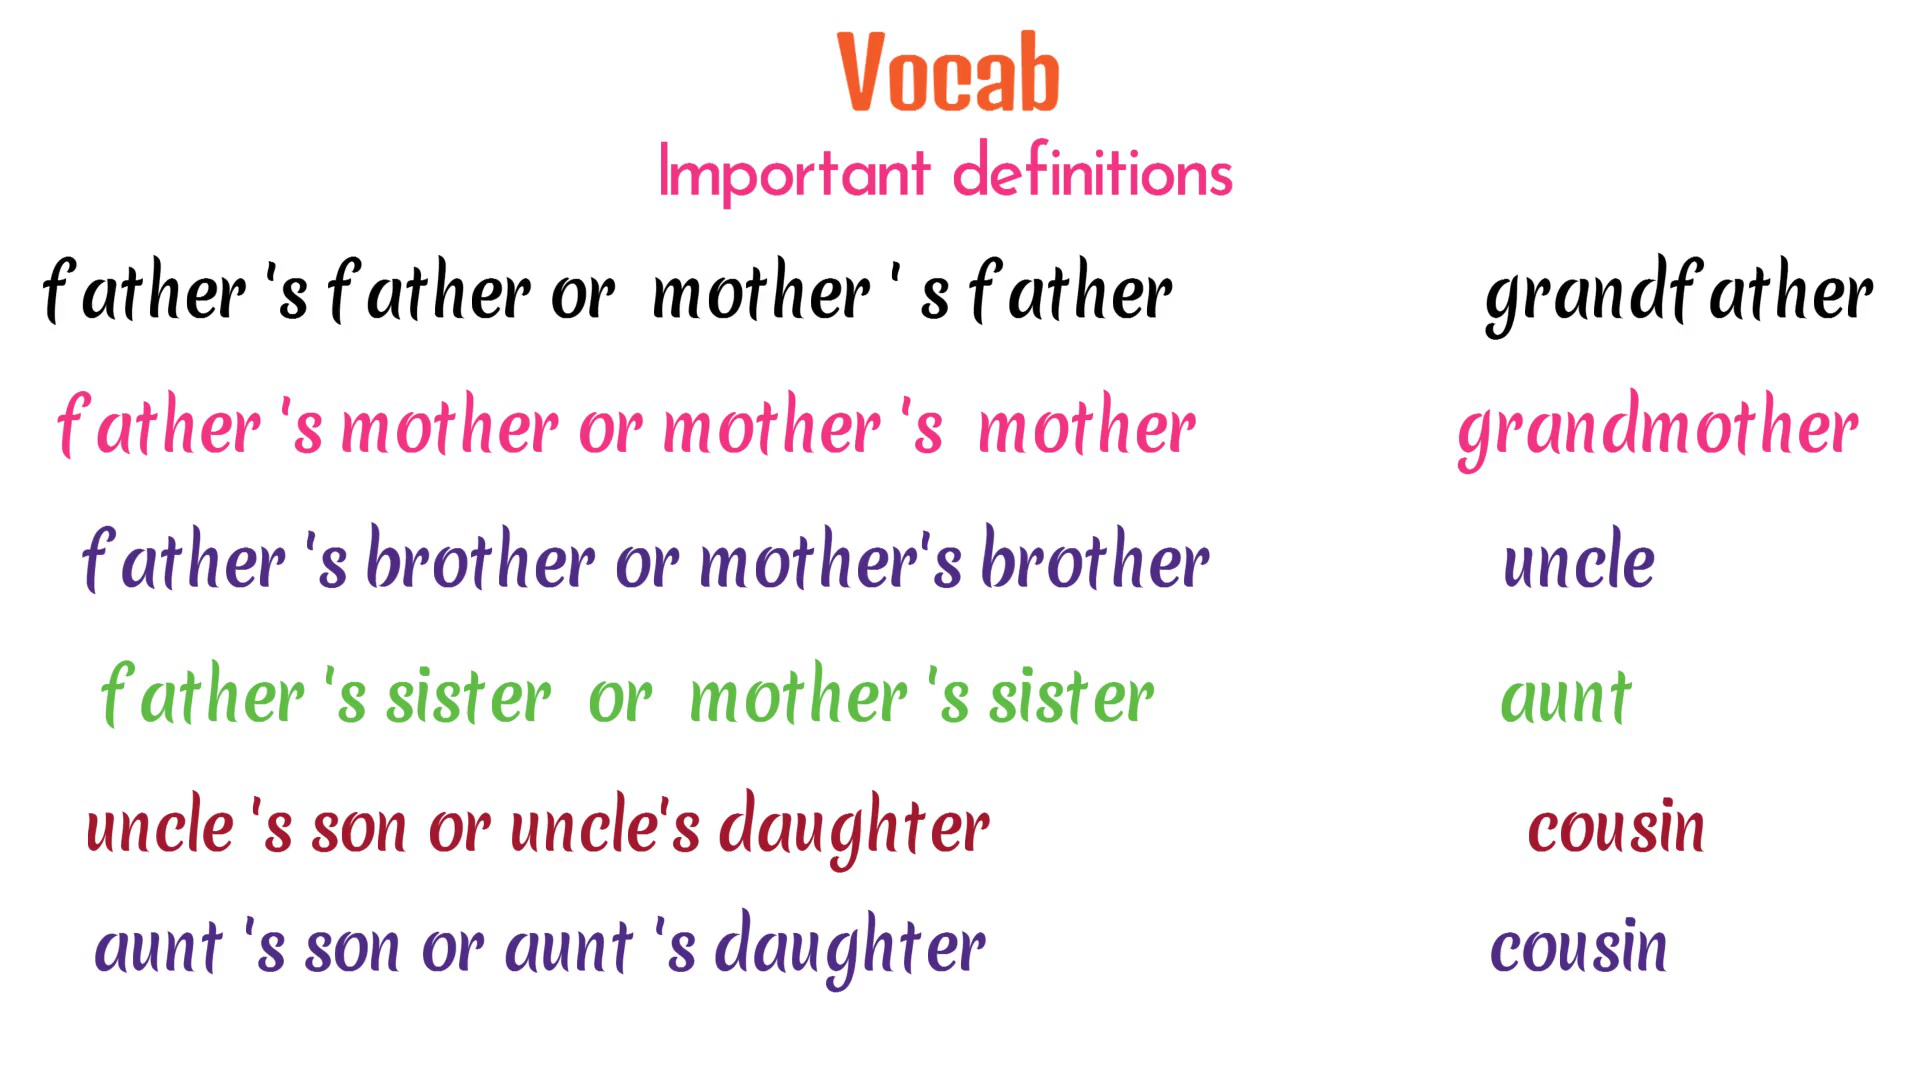 Vocab
Important definitions
father 's father or mother ' s father grandfather
father 's mother or mother 's mother grandmother
father 's brother or mother's brother uncle
father 's sister or mother 's sister aunt
uncle 's son or uncle's daughter cousin
aunt 's son or aunt 's daughter cousin